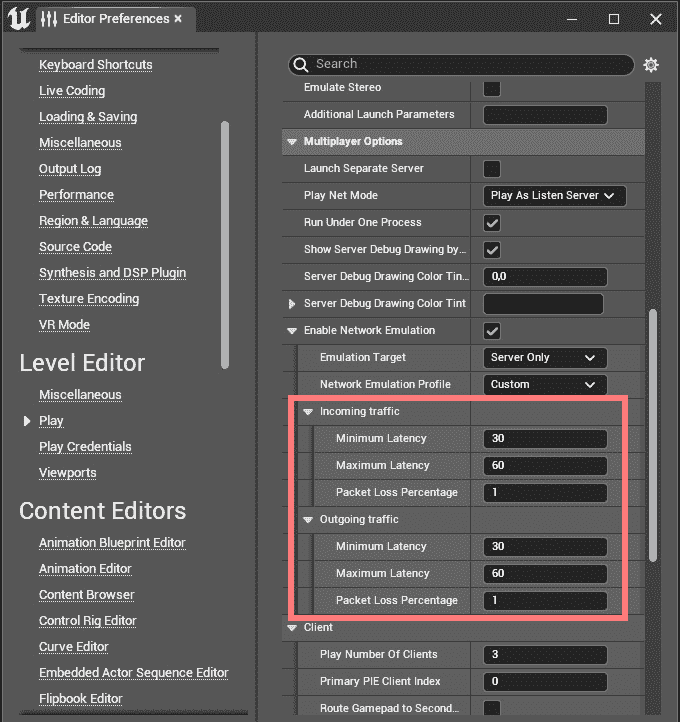 Editor Preferences
Keyboard Shortcuts
Live Coding
Loading & Saving
Miscellaneous
Output Log
Performance
Region & Language
Source Code
Synthesis and DSP Plugin
Texture Encoding
VR Mode
Level Editor
Miscellaneous
Play
Play Credentials
Viewports
Content Editors
Animation Blueprint Editor
Animation Editor
Content Browser
Control Rig Editor
Curve Editor
Embedded Actor Sequence Editor
Flipbook Editor
Search
Emulate Stereo
Additional Launch Parameters
Multiplayer Options
Launch Separate Server
Play Net Mode Play As Listen Server
Run Under One Process
Show Server Debug Drawing by...
Server Debug Drawing Color Tin... 0,0
Server Debug Drawing Color Tint
Enable Network Emulation
Emulation Target Server Only
Network Emulation Profile Custom
Incoming traffic
Minimum Latency 30
Maximum Latency 60
Packet Loss Percentage 1
Outgoing traffic
Minimum Latency 30
Maximum Latency 60
Packet Loss Percentage 1
Client
Play Number Of Clients 3
Primary PIE Client Index 0
Route Gamepad to Second...